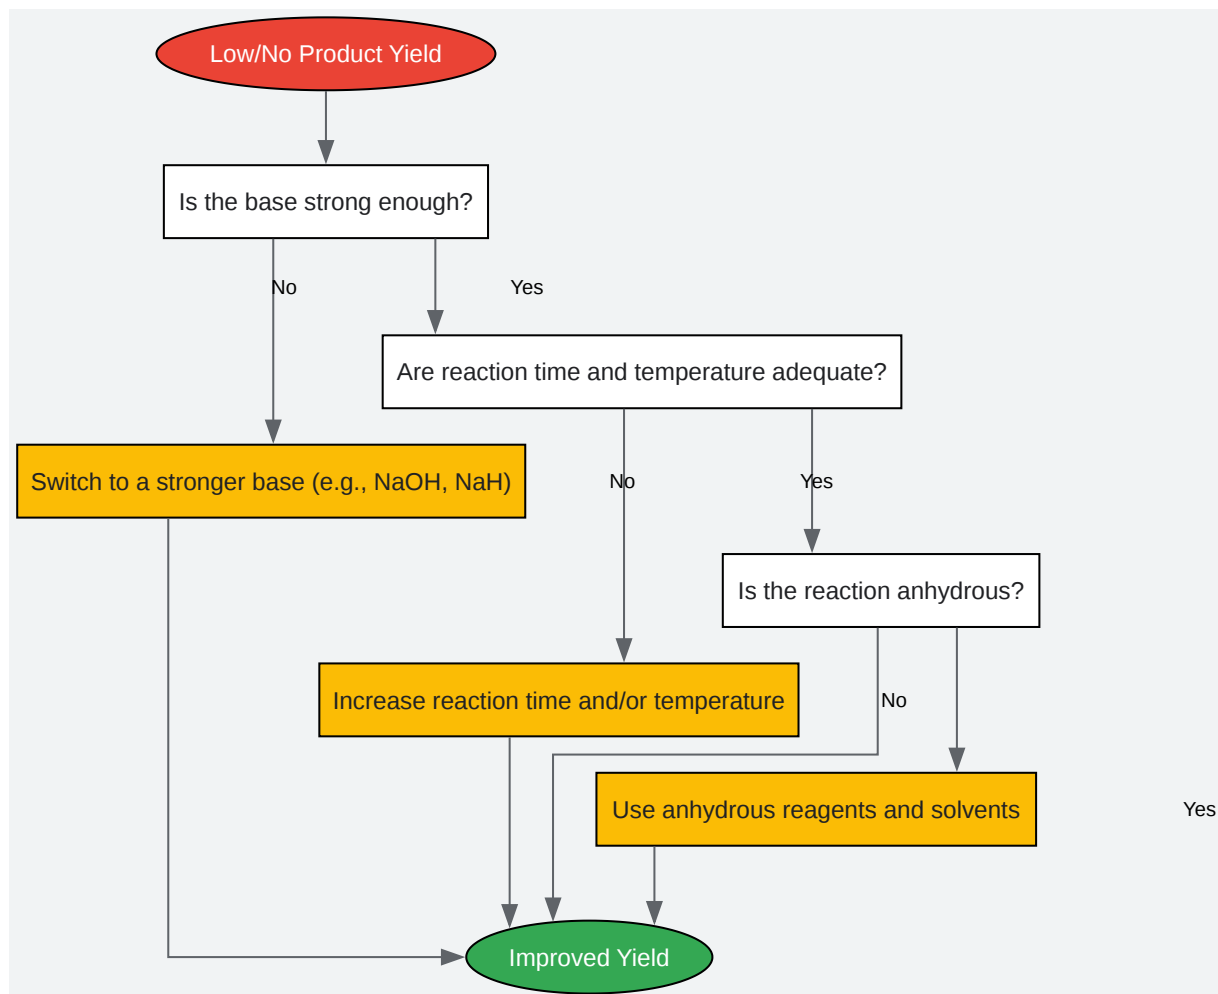 Low/No Product Yield
Is the base strong enough?
No
Yes
Are reaction time and temperature adequate?
Switch to a stronger base (e.g., NaOH, NaH)
No
Yes
Is the reaction anhydrous?
Increase reaction time and/or temperature
No
Use anhydrous reagents and solvents
Yes
Improved Yield